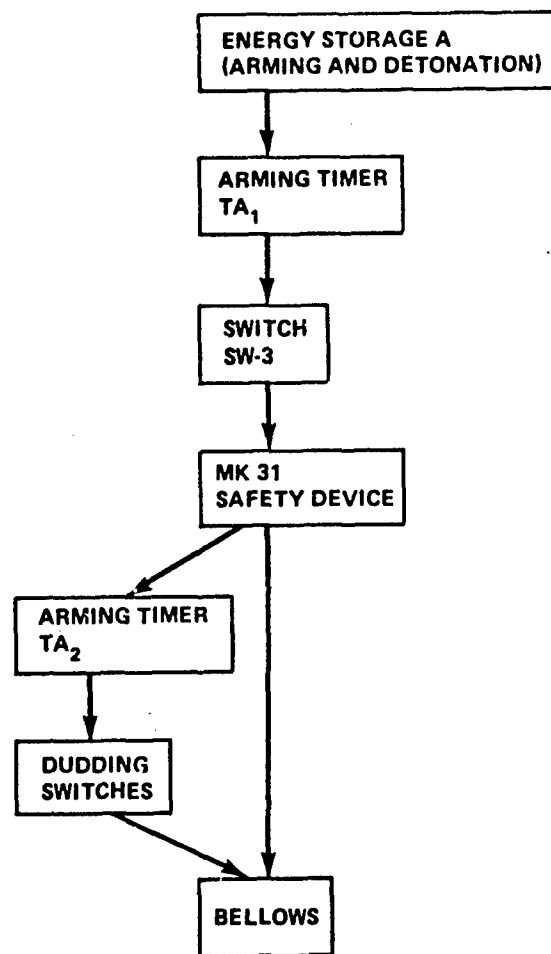 ENERGY STORAGE A
(ARMING AND DETONATION)
ARMING TIMER
TA₁
SWITCH
SW-3
MK 31
SAFETY DEVICE
ARMING TIMER
TA₂
DUDDING
SWITCHES
BELLOWS